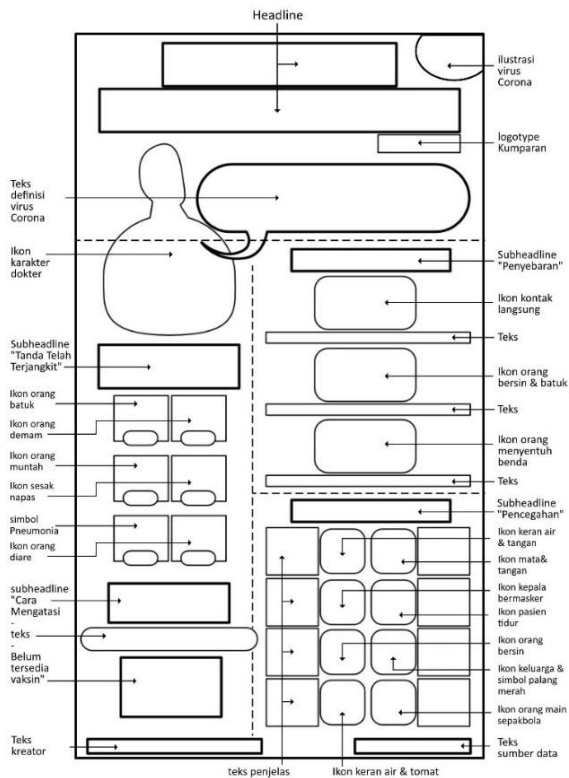 Headline
ilustrasi
virus
Corona
logotype
Kumparan
Teks
definisi
virus
Corona
Ikon
karakter
dokter
Subheadline
"Penyebaran"
Ikon kontak
langsung
Teks
Ikon orang
bersin & batuk
Teks
Ikon orang
menyentuh
benda
Teks
Subheadline
"Tanda Telah
Terjangkit"
Ikon orang
batuk
Ikon orang
demam
Ikon orang
muntah
Ikon sesak
napas
simbol
Pneumonia
Ikon orang
diare
subheadline
"Cara
Mengatasi
-
teks
-
Belum
tersedia
vaksin"
Teks
kreator
Subheadline
"Pencegahan"
Ikon keran air
& tangan
Ikon mata&
tangan
Ikon kepala
bermasker
Ikon pasien
tidur
Ikon orang
bersin
Ikon keluarga &
simbol palang
merah
Ikon orang main
sepakbola
Teks
sumber data
teks penjelas
Ikon keran air & tomat